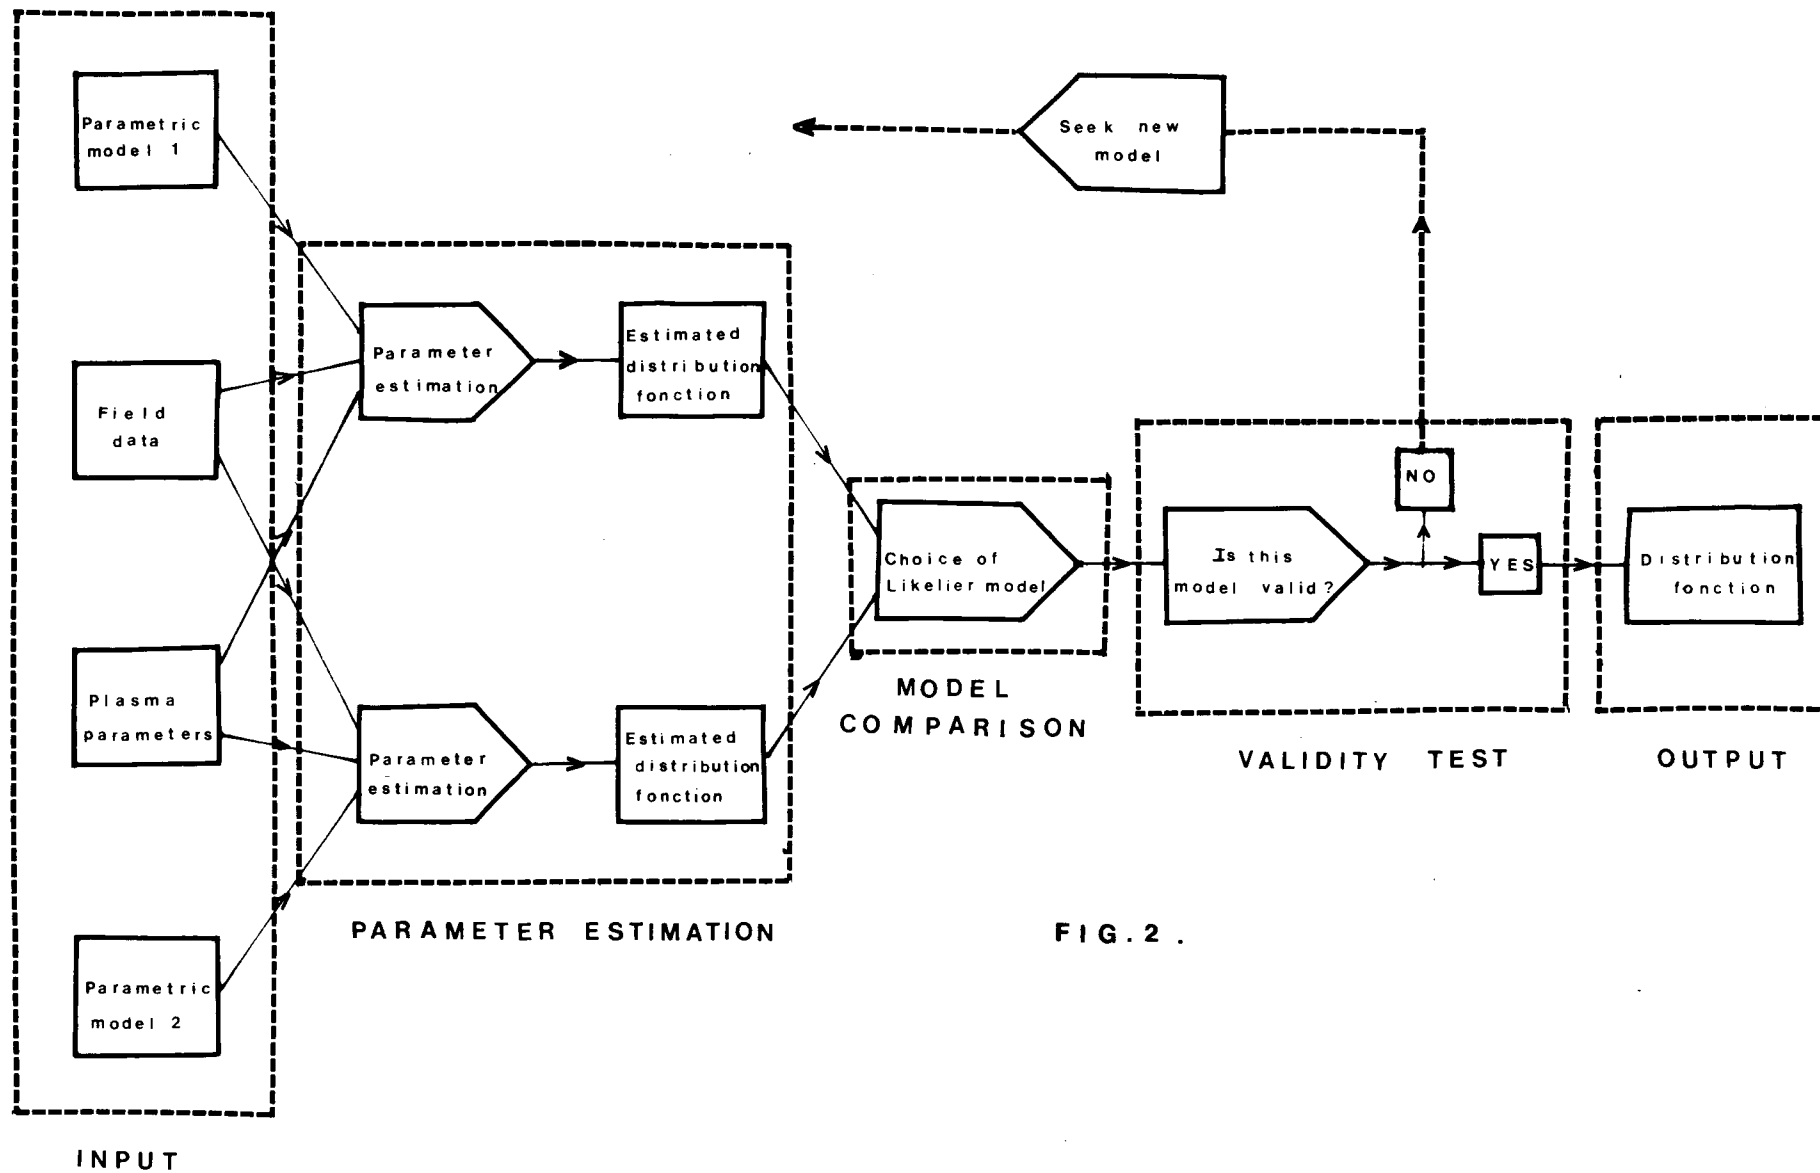 Parametric
model 1
Field
data
Plasma
parameters
Parametric
model 2
INPUT
Parameter
estimation
Estimated
distribution
fonction
Parameter
estimation
Estimated
distribution
fonction
PARAMETER ESTIMATION
Choice of
Likelier model
MODEL
COMPARISON
Seek new
model
Is this
model valid?
NO
YES
VALIDITY TEST
Distribution
fonction
OUTPUT
FIG.2.